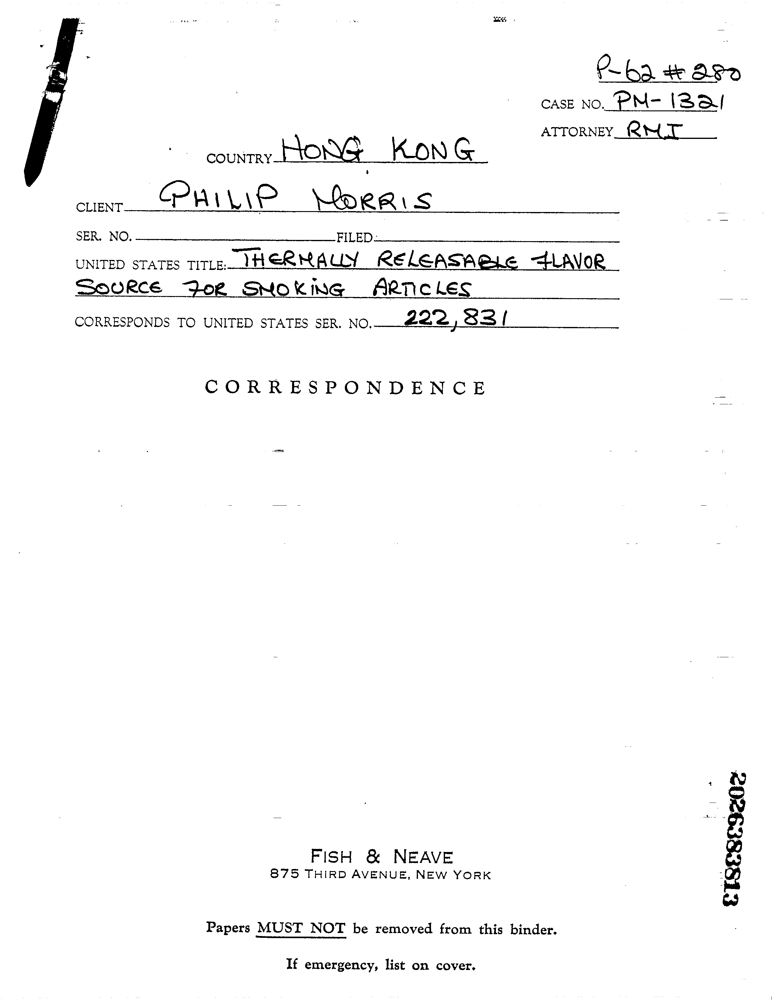 P-62 # 280
CASE NO. PM-1321
ATTORNEY RMI
COUNTRY HONG KONG
CLIENT PHILIP MORRIS
SER. NO. FILED:
UNITED STATES TITLE: THERMALLY RELEASABLE FLAVOR
SOURCE FOR SMOKING ARTICLES
CORRESPONDS TO UNITED STATES SER. NO. 222,831
CORRESPONDENCE
2026383813
FISH & NEAVE
875 THIRD AVENUE, NEW YORK
Papers MUST NOT be removed from this binder.
If emergency, list on cover.